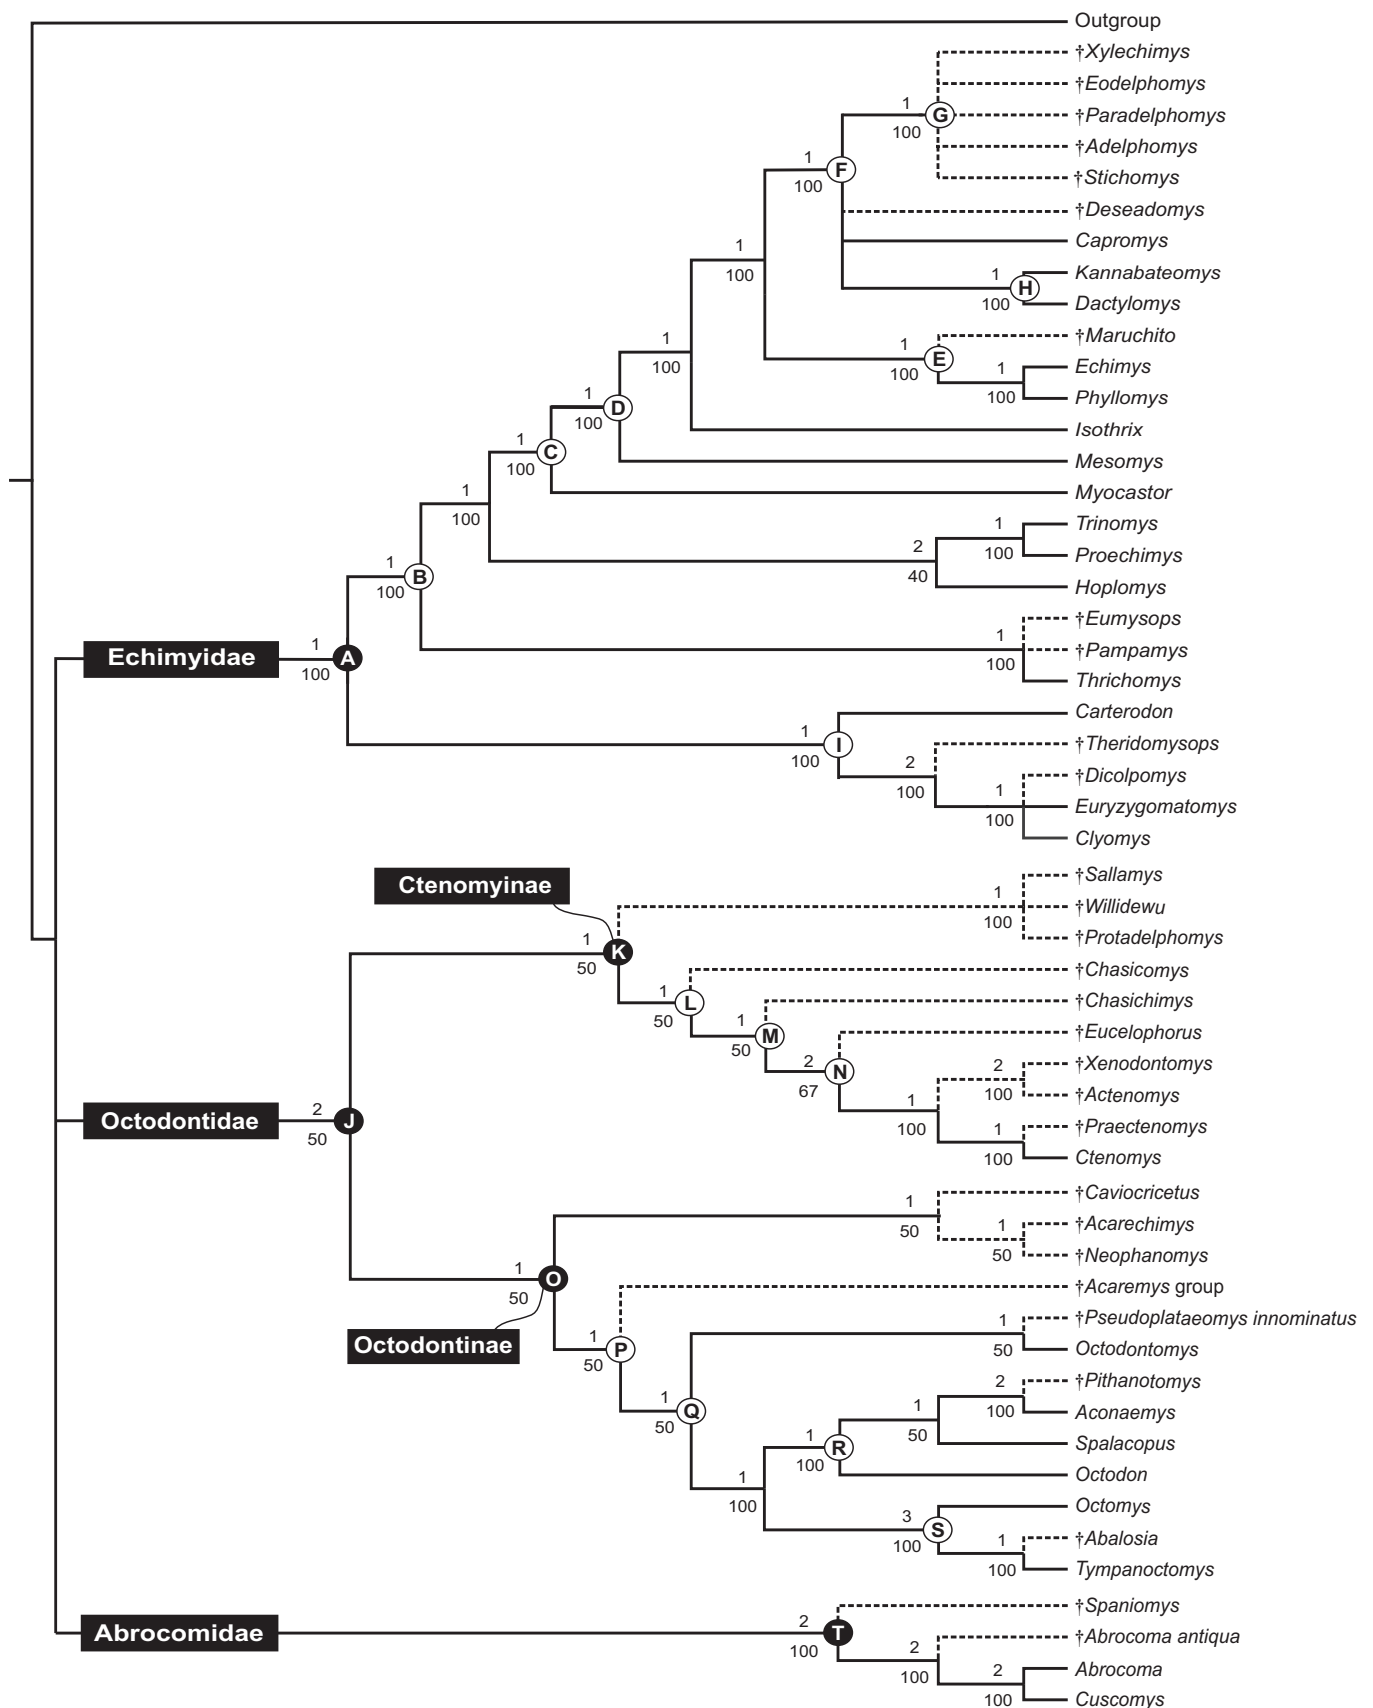 Outgroup
†Xylechimys
†Eodelphomys
1
G
†Paradelphomys
100
†Adelphomys
1
F
†Stichomys
100
†Deseadomys
Capromys
1
100
1
H
Kannabateomys
100
Dactylomys
†Maruchito
1
100
1
E
100
1
Echimys
100
Phyllomys
1
D
100
Isothrix
1
C
100
Mesomys
1
100
Myocastor
1
Trinomys
100
Proechimys
2
40
Hoplomys
1
B
100
†Eumysops
1
100
†Pampamys
Echimyidae
1
A
100
Thrichomys
Carterodon
1
I
100
†Theridomysops
2
100
†Dicolpomys
1
100
Euryzygomatomys
Clyomys
Ctenomyinae
†Sallamys
1
100
†Willidewu
†Protadelphomys
1
K
50
†Chasicomys
1
L
50
†Chasichimys
1
M
50
†Eucelophorus
2
N
67
2
†Xenodontomys
100
†Actenomys
Octodontidae
2
J
50
1
100
1
†Praectenomys
100
Ctenomys
†Caviocricetus
1
50
1
†Acarechimys
50
†Neophanomys
1
O
50
†Acaremys group
Octodontinae
1
P
50
1
†Pseudoplataeomys innominatus
50
Octodontomys
2
†Pithanotomys
100
Aconaemys
1
Q
50
1
50
Spalacopus
1
R
100
Octodon
1
100
Octomys
3
S
100
1
†Abalosia
100
Tympanoctomys
†Spaniomys
Abrocomidae
2
T
100
†Abrocoma antiqua
2
100
2
Abrocoma
100
Cuscomys